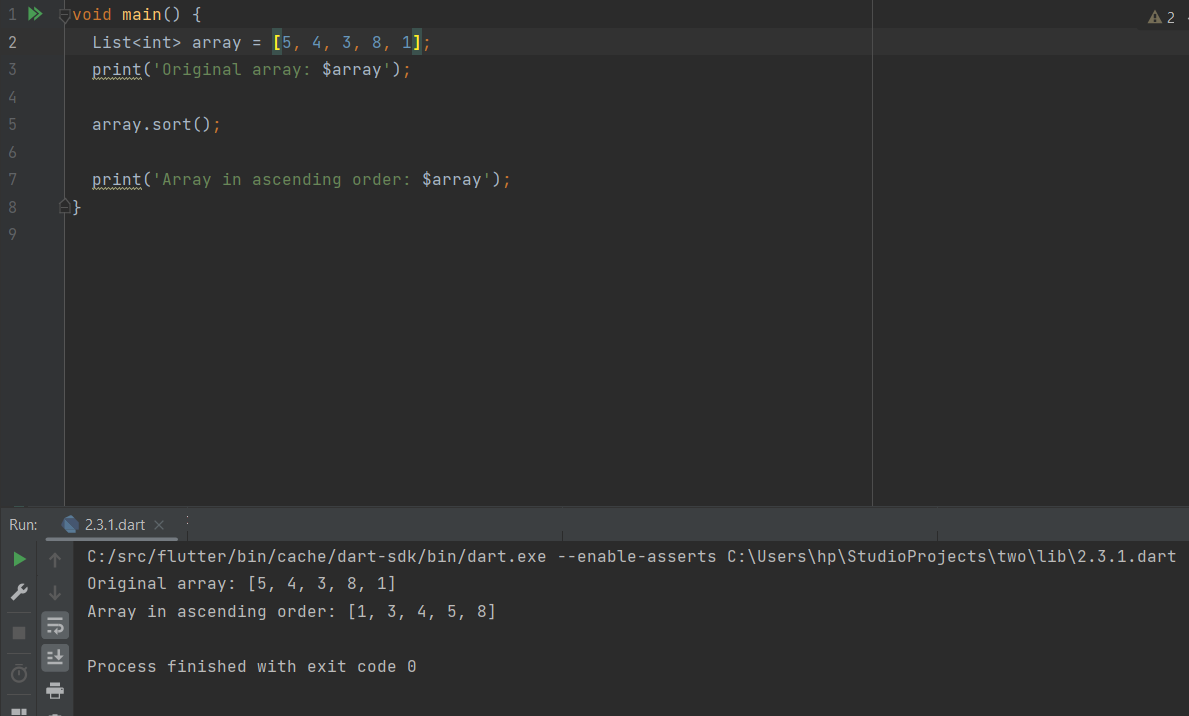 1 void main() {
2 List<int> array = [5, 4, 3, 8, 1];
3 print('Original array: $array');
4
5 array.sort();
6
7 print('Array in ascending order: $array');
8 }
9
2
Run: 2.3.1.dart
C:/src/flutter/bin/cache/dart-sdk/bin/dart.exe --enable-asserts C:\Users\hp\StudioProjects\two\lib\2.3.1.dart
Original array: [5, 4, 3, 8, 1]
Array in ascending order: [1, 3, 4, 5, 8]
Process finished with exit code 0